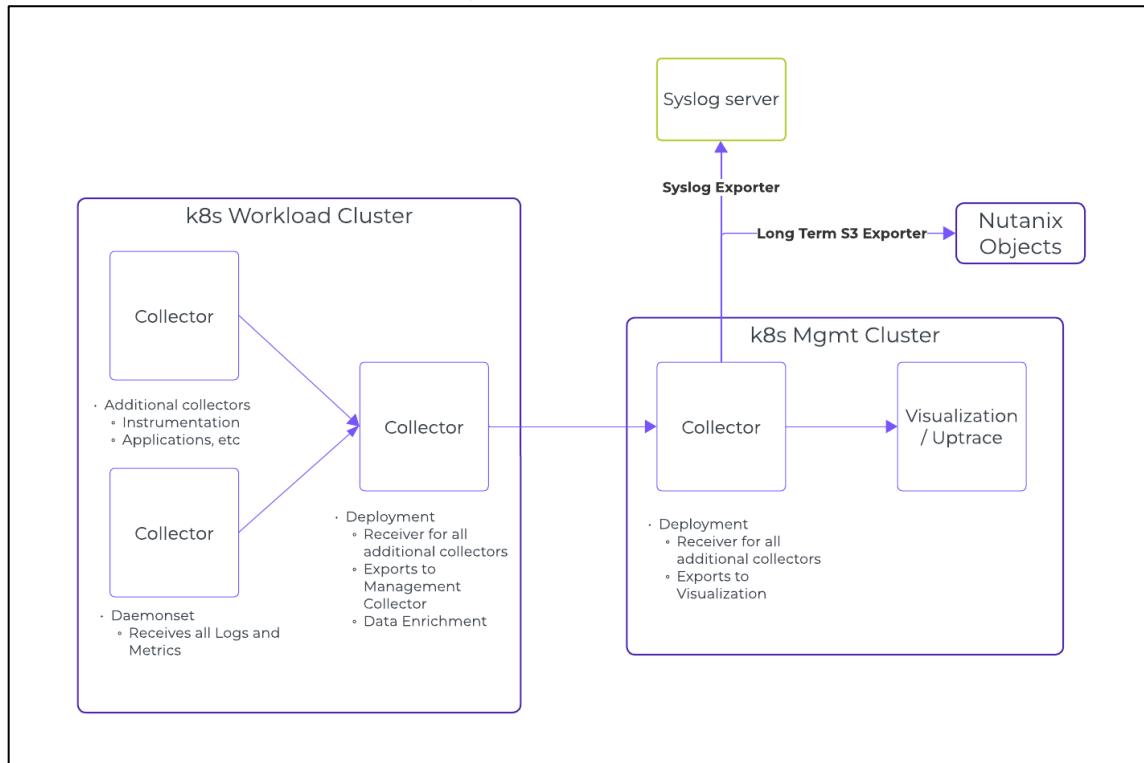 Syslog server
Syslog Exporter
Long Term S3 Exporter
Nutanix
Objects
k8s Workload Cluster
Collector
· Additional collectors
∘ Instrumentation
∘ Applications, etc
Collector
· Daemonset
∘ Receives all Logs and
Metrics
Collector
· Deployment
∘ Receiver for all
additional collectors
∘ Exports to
Management
Collector
∘ Data Enrichment
k8s Mgmt Cluster
Collector
· Deployment
∘ Receiver for all
additional collectors
∘ Exports to
Visualization
Visualization
/ Uptrace